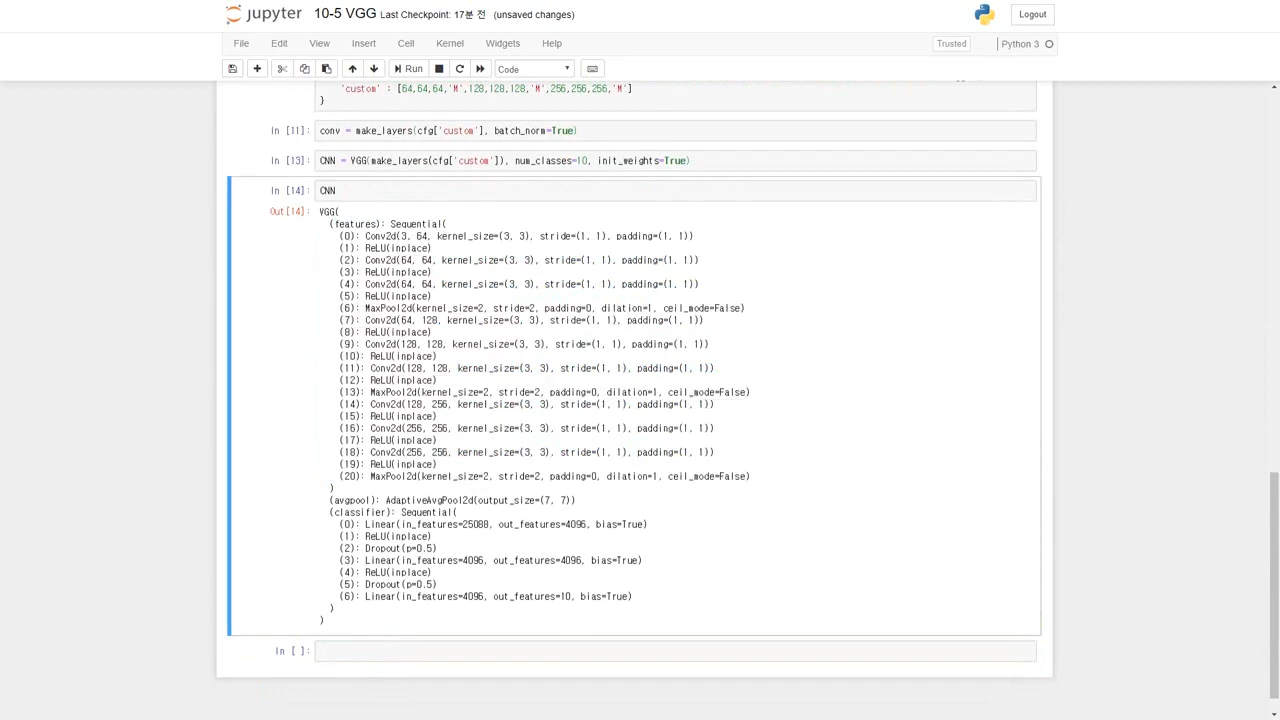 jupyter 10-5 VGG Last Checkpoint: 17분 전 (unsaved changes) Logout
File Edit View Insert Cell Kernel Widgets Help Trusted Python 3
Run Code
'custom' : [64,64,64,'M',128,128,128,'M',256,256,256,'M']
}
In [11]: conv = make_layers(cfg['custom'], batch_norm=True)
In [13]: CNN = VGG(make_layers(cfg['custom']), num_classes=10, init_weights=True)
In [14]: CNN
Out[14]: VGG(
(features): Sequential(
(0): Conv2d(3, 64, kernel_size=(3, 3), stride=(1, 1), padding=(1, 1))
(1): ReLU(inplace)
(2): Conv2d(64, 64, kernel_size=(3, 3), stride=(1, 1), padding=(1, 1))
(3): ReLU(inplace)
(4): Conv2d(64, 64, kernel_size=(3, 3), stride=(1, 1), padding=(1, 1))
(5): ReLU(inplace)
(6): MaxPool2d(kernel_size=2, stride=2, padding=0, dilation=1, ceil_mode=False)
(7): Conv2d(64, 128, kernel_size=(3, 3), stride=(1, 1), padding=(1, 1))
(8): ReLU(inplace)
(9): Conv2d(128, 128, kernel_size=(3, 3), stride=(1, 1), padding=(1, 1))
(10): ReLU(inplace)
(11): Conv2d(128, 128, kernel_size=(3, 3), stride=(1, 1), padding=(1, 1))
(12): ReLU(inplace)
(13): MaxPool2d(kernel_size=2, stride=2, padding=0, dilation=1, ceil_mode=False)
(14): Conv2d(128, 256, kernel_size=(3, 3), stride=(1, 1), padding=(1, 1))
(15): ReLU(inplace)
(16): Conv2d(256, 256, kernel_size=(3, 3), stride=(1, 1), padding=(1, 1))
(17): ReLU(inplace)
(18): Conv2d(256, 256, kernel_size=(3, 3), stride=(1, 1), padding=(1, 1))
(19): ReLU(inplace)
(20): MaxPool2d(kernel_size=2, stride=2, padding=0, dilation=1, ceil_mode=False)
)
(avgpool): AdaptiveAvgPool2d(output_size=(7, 7))
(classifier): Sequential(
(0): Linear(in_features=25088, out_features=4096, bias=True)
(1): ReLU(inplace)
(2): Dropout(p=0.5)
(3): Linear(in_features=4096, out_features=4096, bias=True)
(4): ReLU(inplace)
(5): Dropout(p=0.5)
(6): Linear(in_features=4096, out_features=10, bias=True)
)
)
In [ ]: